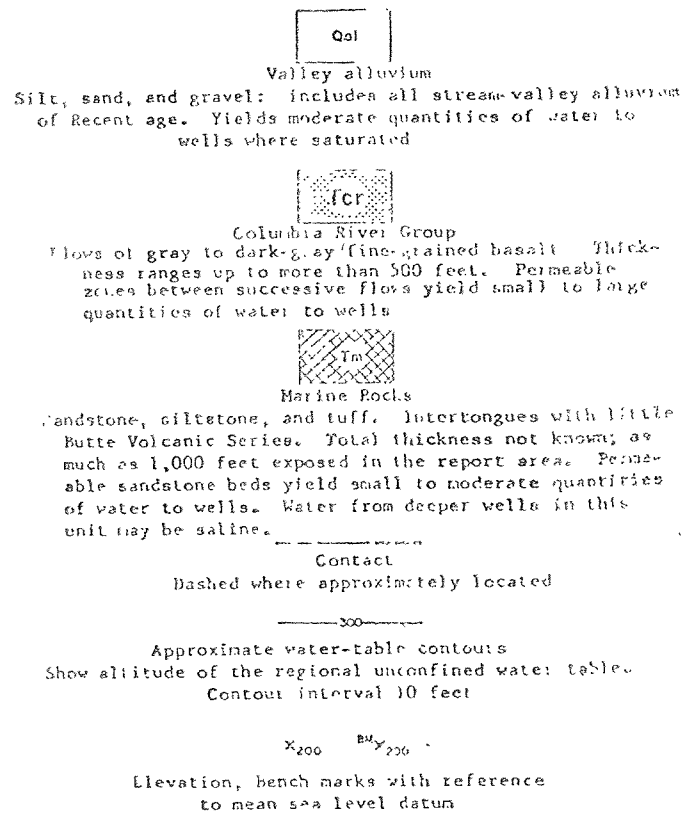 Qal
Valley alluvium
Silt, sand, and gravel: includes all stream-valley alluvium
of Recent age. Yields moderate quantities of water to
wells where saturated
Tcr
Columbia River Group
Flows of gray to dark-gray fine-grained basalt Thick-
ness ranges up to more than 500 feet. Permeable
zones between successive flows yield small to large
quantities of water to wells
Tm
Marine Rocks
Sandstone, siltstone, and tuff. Intertongues with Little
Butte Volcanic Series. Total thickness not known; as
much as 1,000 feet exposed in the report area. Perme-
able sandstone beds yield small to moderate quantities
of water to wells. Water from deeper wells in this
unit may be saline.
Contact
Dashed where approximately located
300
Approximate water-table contours
Show altitude of the regional unconfined water table.
Contour interval 10 feet
X200 BMX200
Elevation, bench marks with reference
to mean sea level datum